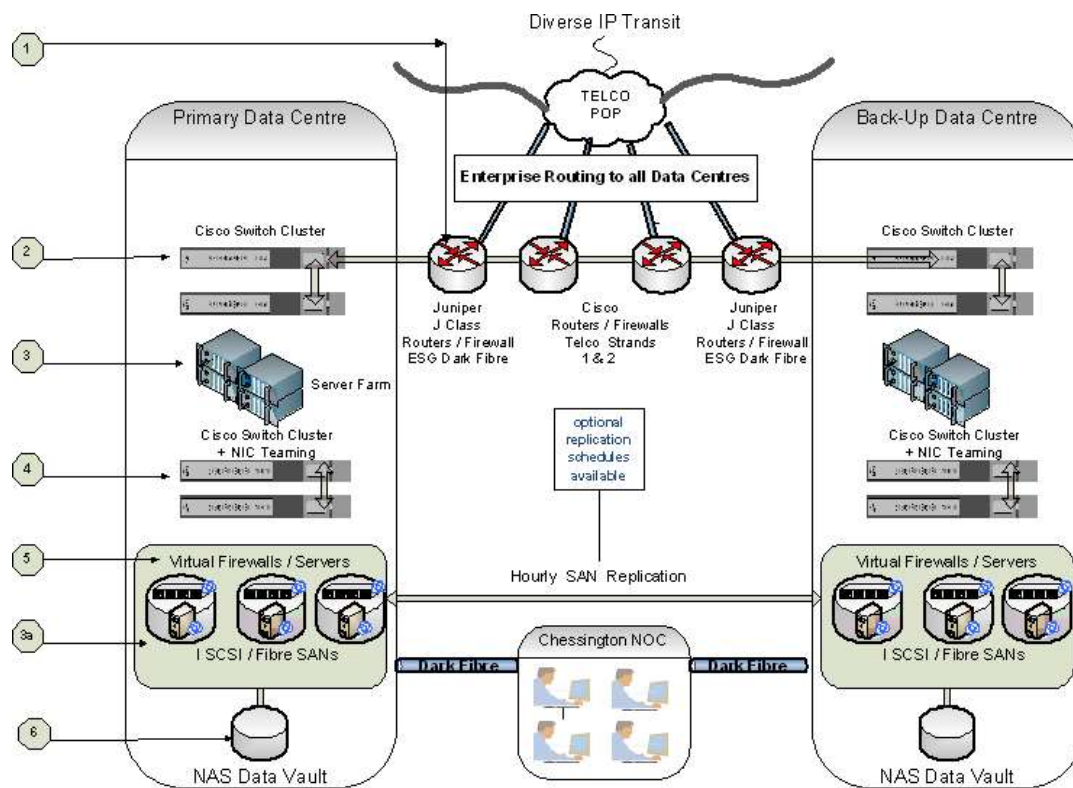 Diverse IP Transit
1
TELCO
POP
Primary Data Centre
Back-Up Data Centre
Enterprise Routing to all Data Centres
Cisco Switch Cluster
Cisco Switch Cluster
2
Juniper
J Class
Routers / Firewall
ESG Dark Fibre
Cisco
Routers / Firewalls
Telco Strands
1 & 2
Juniper
J Class
Routers / Firewall
ESG Dark Fibre
3
Server Farm
optional
replication
schedules
available
Cisco Switch Cluster
+ NIC Teaming
Cisco Switch Cluster
+ NIC Teaming
4
5
Virtual Firewalls / Servers
Hourly SAN Replication
Virtual Firewalls / Servers
3a
I SCSI / Fibre SANs
Chessington NOC
I SCSI / Fibre SANs
Dark Fibre
Dark Fibre
6
NAS Data Vault
NAS Data Vault